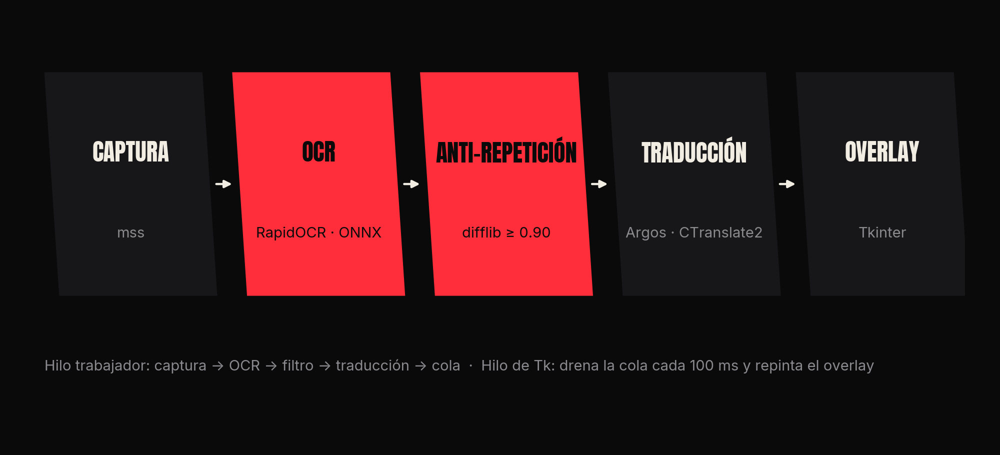 CAPTURA
mss
OCR
RapidOCR · ONNX
ANTI-REPETICIÓN
difflib ≥ 0.90
TRADUCCIÓN
Argos · CTranslate2
OVERLAY
Tkinter
Hilo trabajador: captura → OCR → filtro → traducción → cola · Hilo de Tk: drena la cola cada 100 ms y repinta el overlay